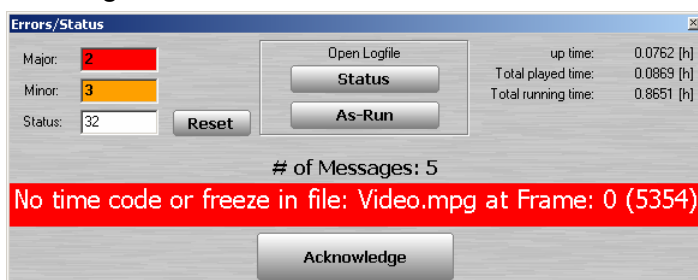 Errors/Status
Major: 2
Minor: 3
Status: 32
Reset
Open Logfile
Status
As-Run
up time: 0.0762 [h]
Total played time: 0.0869 [h]
Total running time: 0.8651 [h]
# of Messages: 5
No time code or freeze in file: Video.mpg at Frame: 0 (5354)
Acknowledge